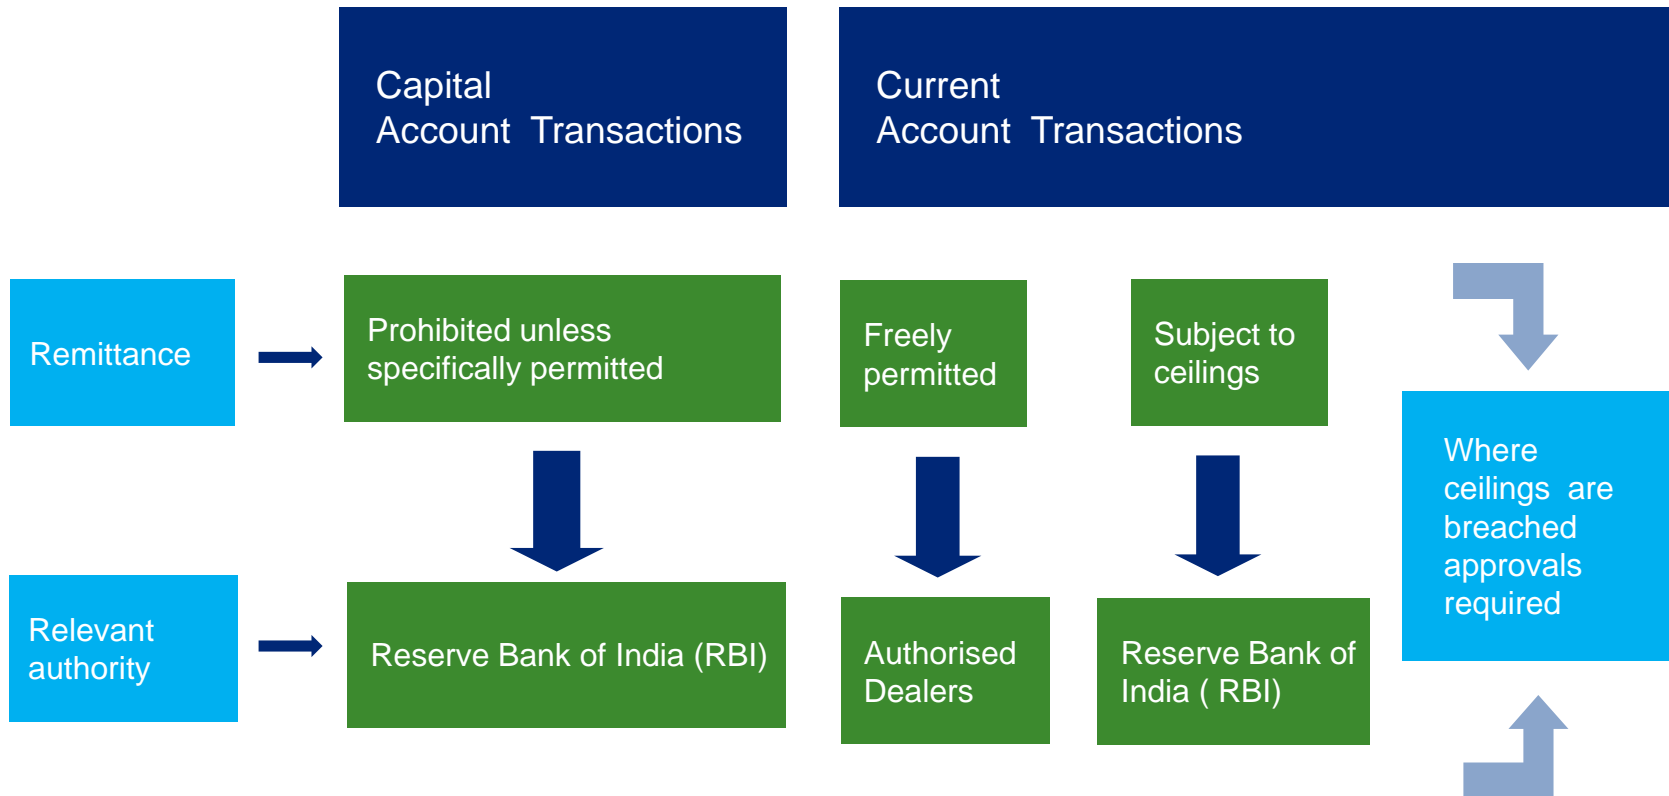 Capital
Account Transactions
Current
Account Transactions
Remittance
Prohibited unless
specifically permitted
Freely
permitted
Subject to
ceilings
Where
ceilings are
breached
approvals
required
Relevant
authority
Reserve Bank of India (RBI)
Authorised
Dealers
Reserve Bank of
India ( RBI)